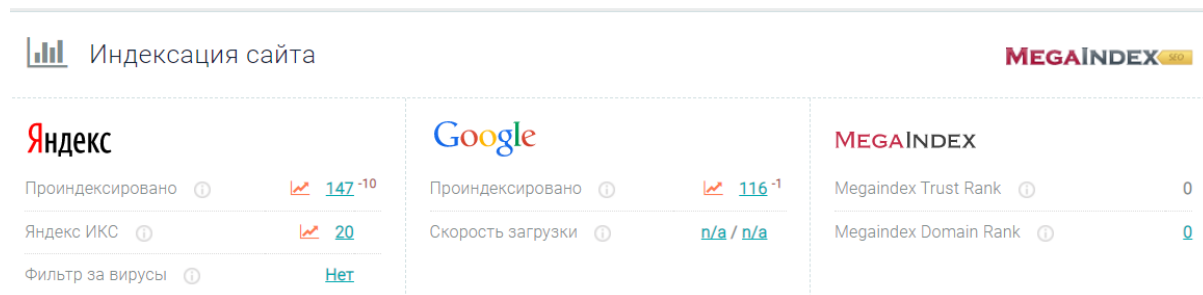 Индексация сайта
MEGAINDEX SEO
Яндекс
Проиндексировано 147 -10
Яндекс ИКС 20
Фильтр за вирусы Нет
Google
Проиндексировано 116 -1
Скорость загрузки n/a / n/a
MEGAINDEX
Megaindex Trust Rank 0
Megaindex Domain Rank 0